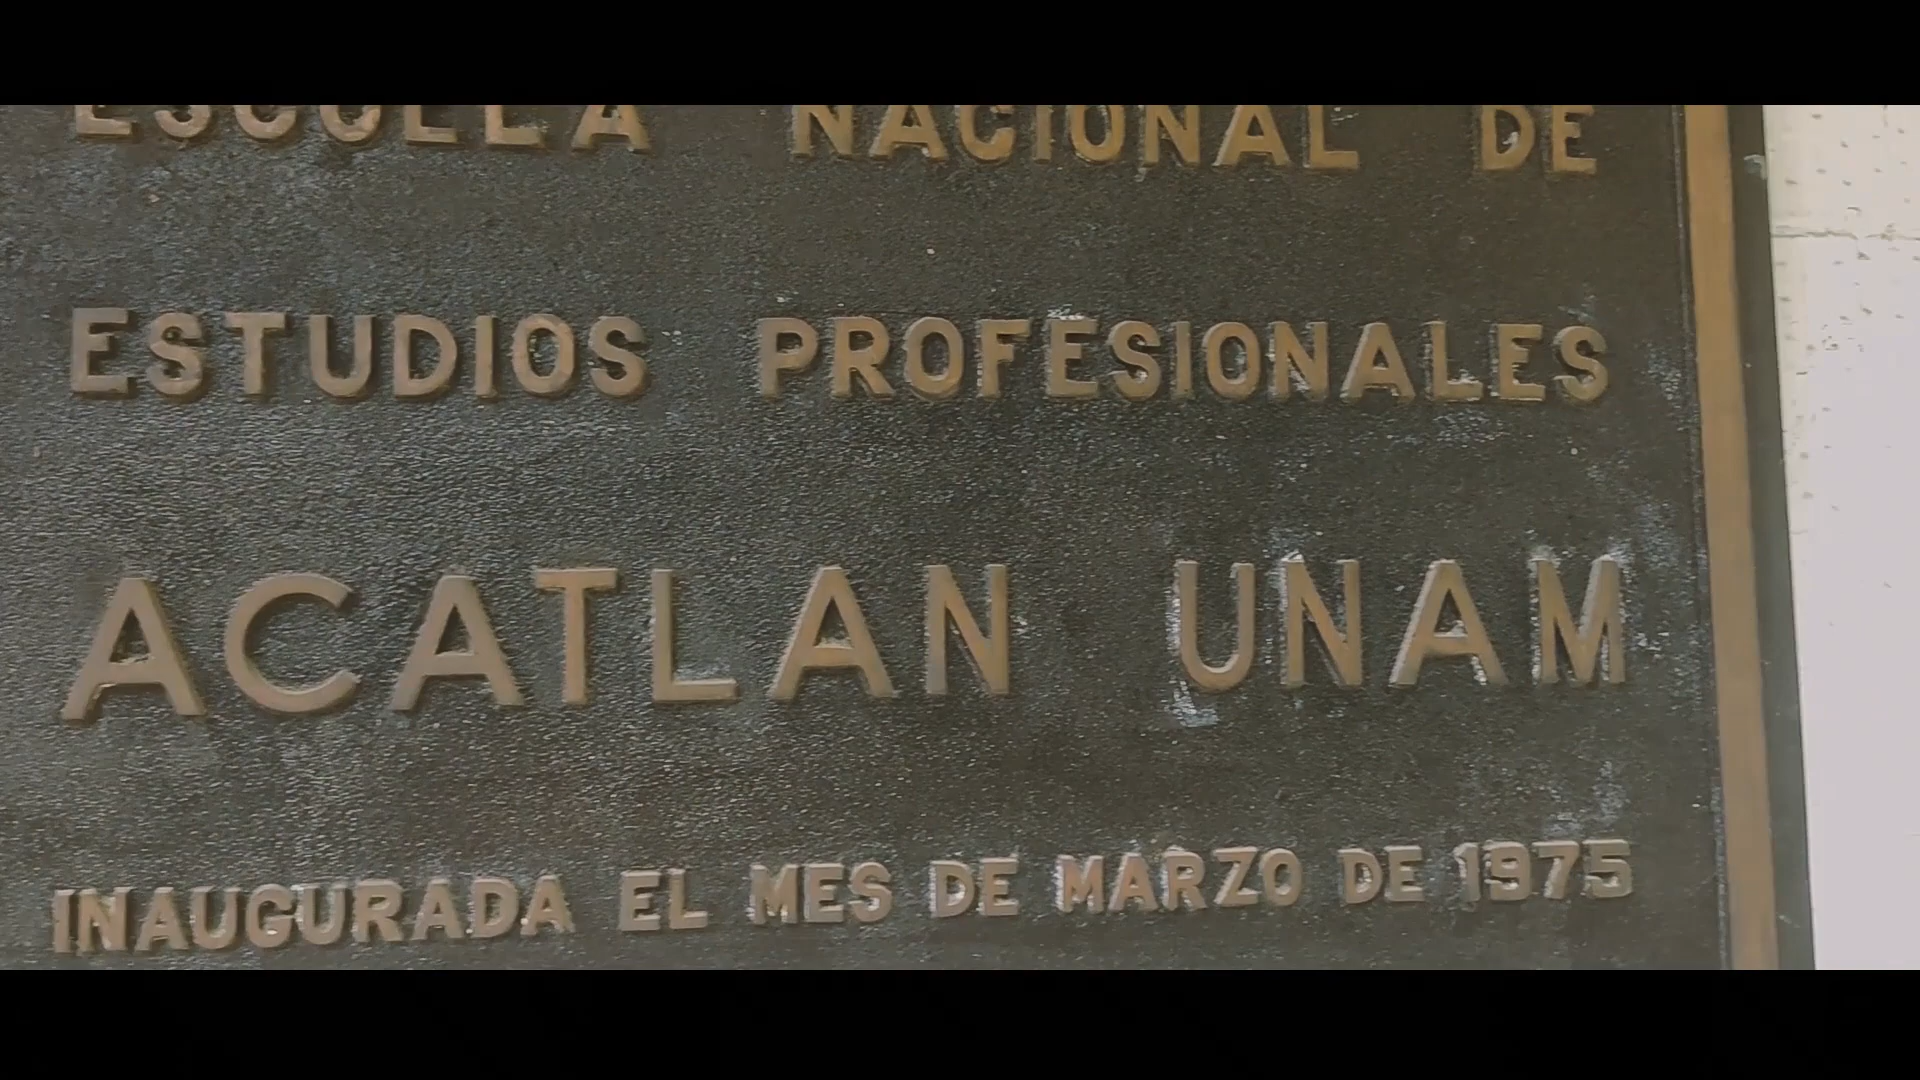 ESCUELA NACIONAL DE
ESTUDIOS PROFESIONALES
ACATLAN UNAM
INAUGURADA EL MES DE MARZO DE 1975